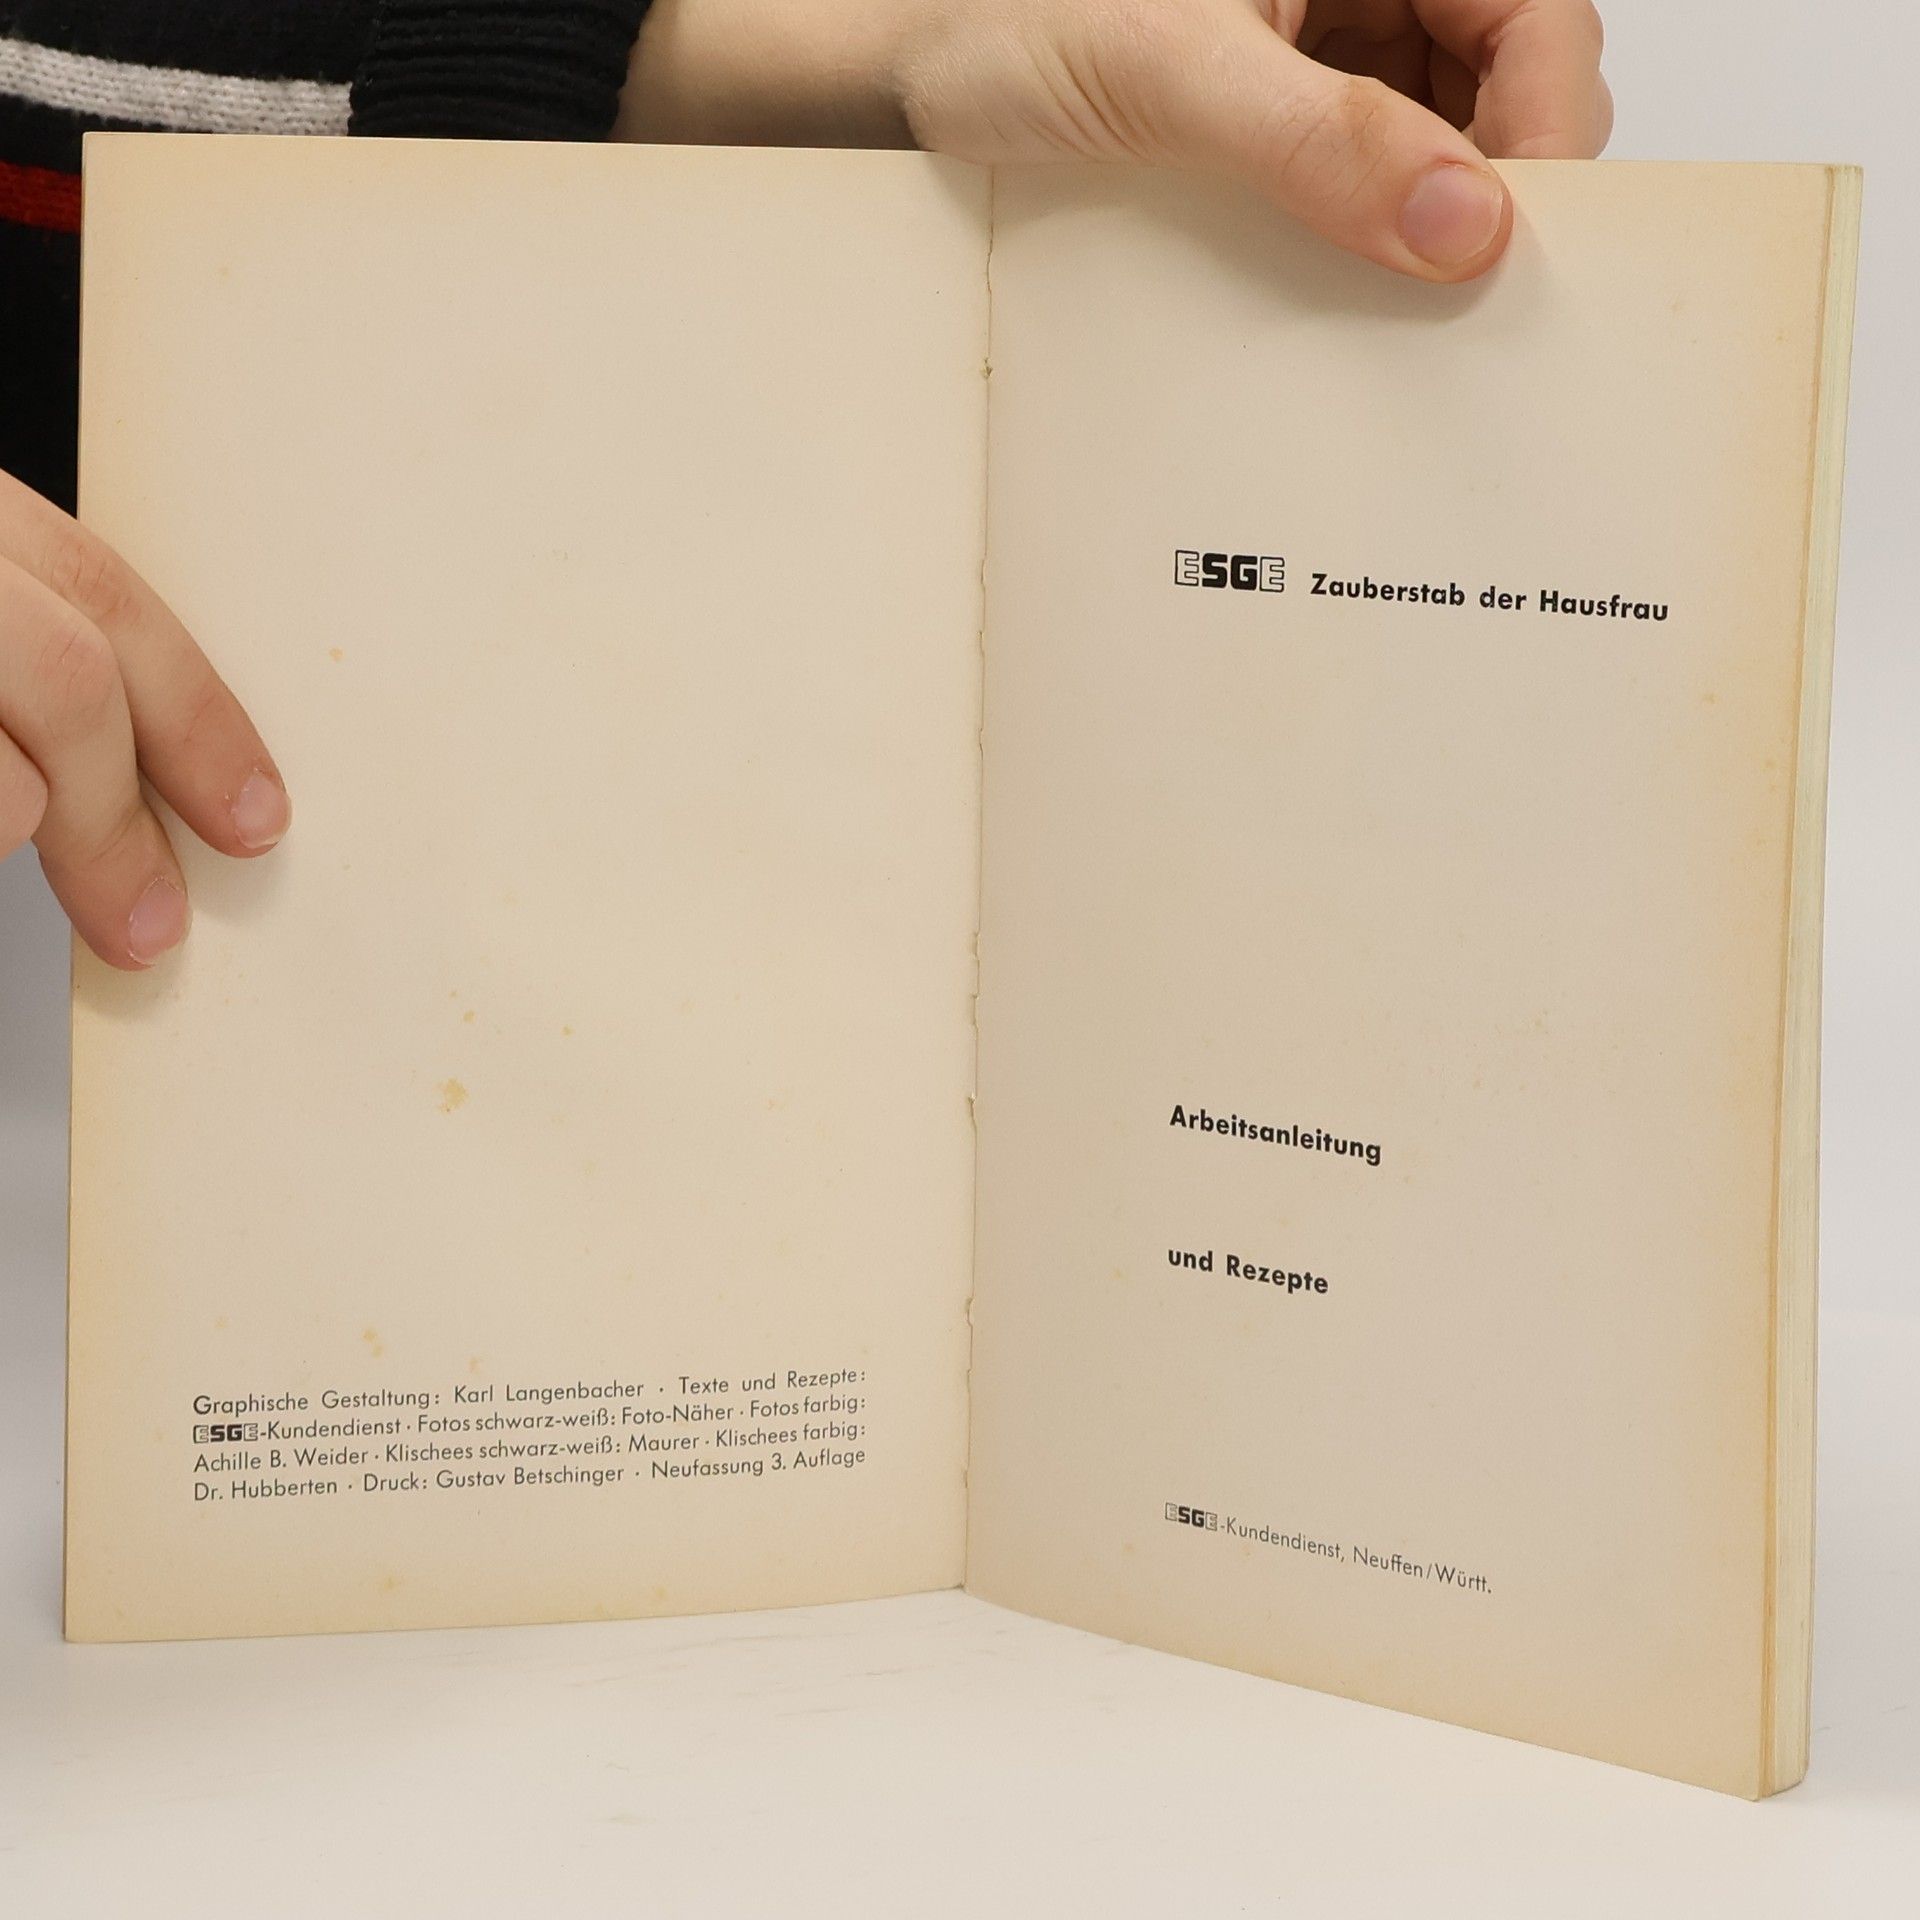 Graphische Gestaltung: Karl Langenbacher · Texte und Rezepte:
ESGE-Kundendienst · Fotos schwarz-weiß: Foto-Näher · Fotos farbig:
Achille B. Weider · Klischees schwarz-weiß: Maurer · Klischees farbig:
Dr. Hubberten · Druck: Gustav Betschinger · Neufassung 3. Auflage
ESGE Zauberstab der Hausfrau
Arbeitsanleitung
und Rezepte
ESGE-Kundendienst, Neuffen/Württ.